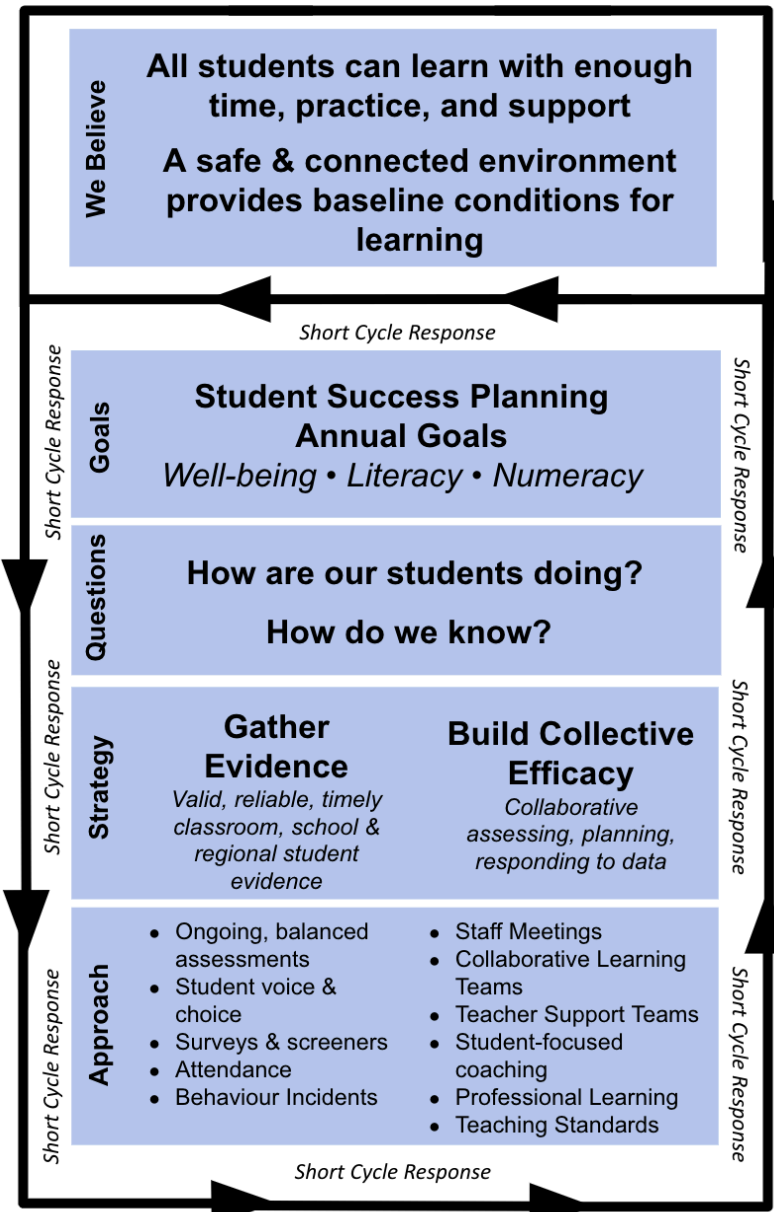 We Believe
All students can learn with enough
time, practice, and support
A safe & connected environment
provides baseline conditions for
learning
Short Cycle Response
Short Cycle Response
Short Cycle Response
Goals
Student Success Planning
Annual Goals
Well-being • Literacy • Numeracy
Questions
How are our students doing?
How do we know?
Short Cycle Response
Short Cycle Response
Strategy
Gather
Evidence
Valid, reliable, timely
classroom, school &
regional student
evidence
Build Collective
Efficacy
Collaborative
assessing, planning,
responding to data
Short Cycle Response
Short Cycle Response
Approach
• Ongoing, balanced
assessments
• Student voice &
choice
• Surveys & screeners
• Attendance
• Behaviour Incidents
• Staff Meetings
• Collaborative Learning
Teams
• Teacher Support Teams
• Student-focused
coaching
• Professional Learning
• Teaching Standards
Short Cycle Response